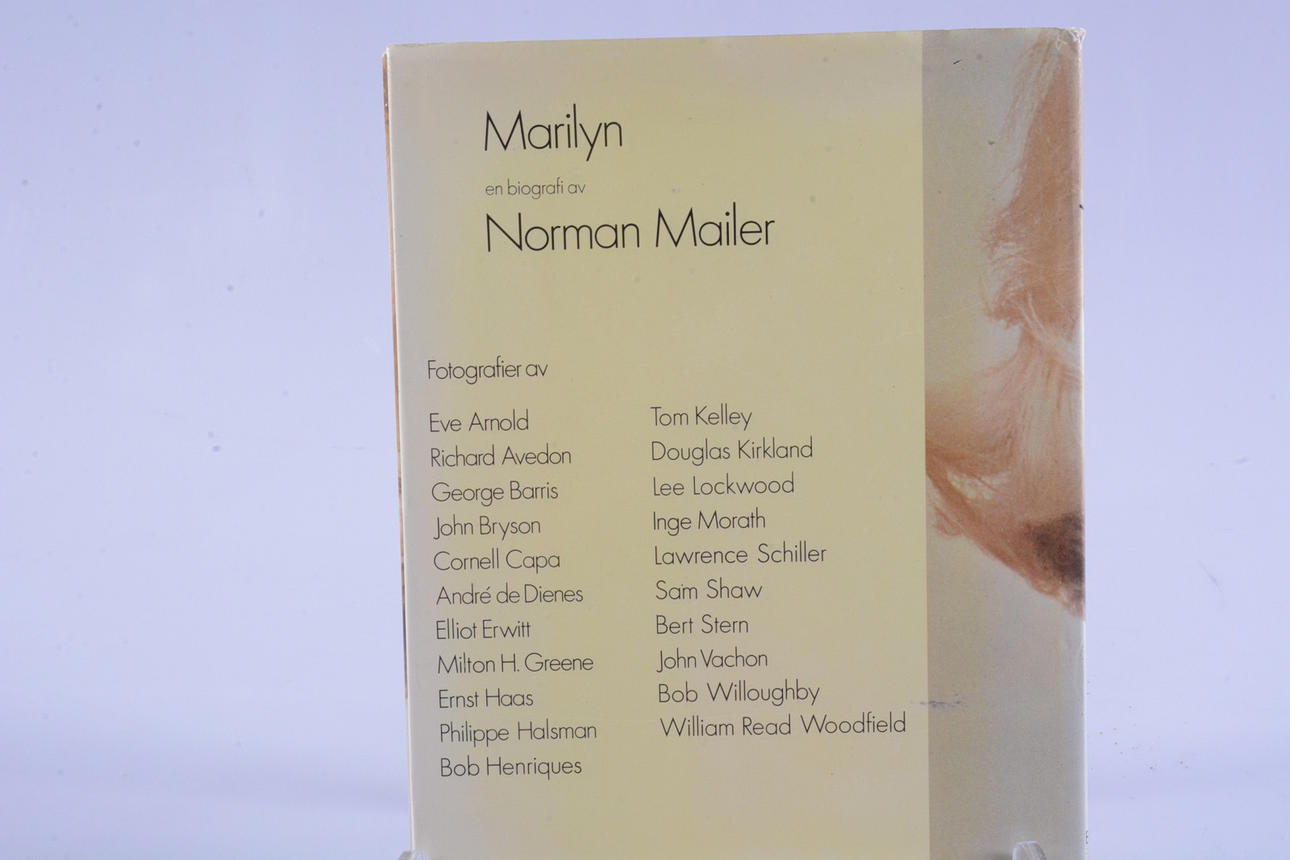 Marilyn
en biografi av
Norman Mailer
Fotografier av
Eve Arnold
Richard Avedon
George Barris
John Bryson
Cornell Capa
André de Dienes
Elliot Erwitt
Milton H. Greene
Ernst Haas
Philippe Halsman
Bob Henriques
Tom Kelley
Douglas Kirkland
Lee Lockwood
Inge Morath
Lawrence Schiller
Sam Shaw
Bert Stern
John Vachon
Bob Willoughby
William Read Woodfield